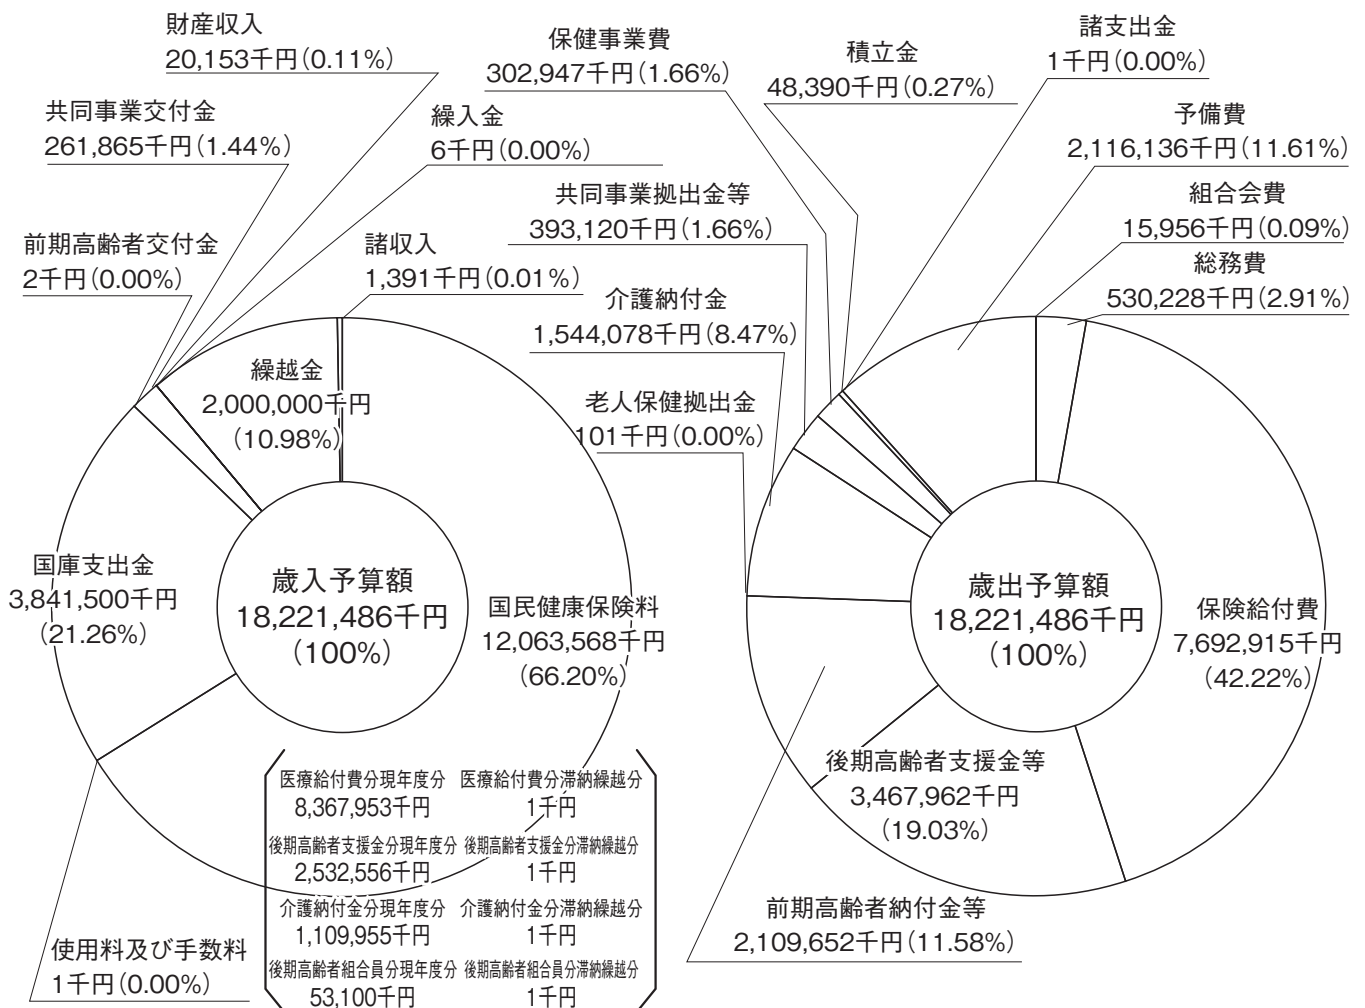 財産収入
20,153千円(0.11%)
共同事業交付金
261,865千円(1.44%)
繰入金
6千円(0.00%)
前期高齢者交付金
2千円(0.00%)
諸収入
1,391千円(0.01%)
繰越金
2,000,000千円
(10.98%)
国庫支出金
3,841,500千円
(21.26%)
歳入予算額
18,221,486千円
(100%)
国民健康保険料
12,063,568千円
(66.20%)
医療給付費分現年度分 医療給付費分滞納繰越分
8,367,953千円 1千円
後期高齢者支援金分現年度分 後期高齢者支援金分滞納繰越分
2,532,556千円 1千円
介護納付金分現年度分 介護納付金分滞納繰越分
1,109,955千円 1千円
後期高齢者組合員分現年度分 後期高齢者組合員分滞納繰越分
53,100千円 1千円
使用料及び手数料
1千円(0.00%)
保健事業費
302,947千円(1.66%)
積立金
48,390千円(0.27%)
諸支出金
1千円(0.00%)
予備費
2,116,136千円(11.61%)
共同事業拠出金等
393,120千円(1.66%)
組合会費
15,956千円(0.09%)
総務費
530,228千円(2.91%)
介護納付金
1,544,078千円(8.47%)
老人保健拠出金
101千円(0.00%)
歳出予算額
18,221,486千円
(100%)
保険給付費
7,692,915千円
(42.22%)
後期高齢者支援金等
3,467,962千円
(19.03%)
前期高齢者納付金等
2,109,652千円(11.58%)